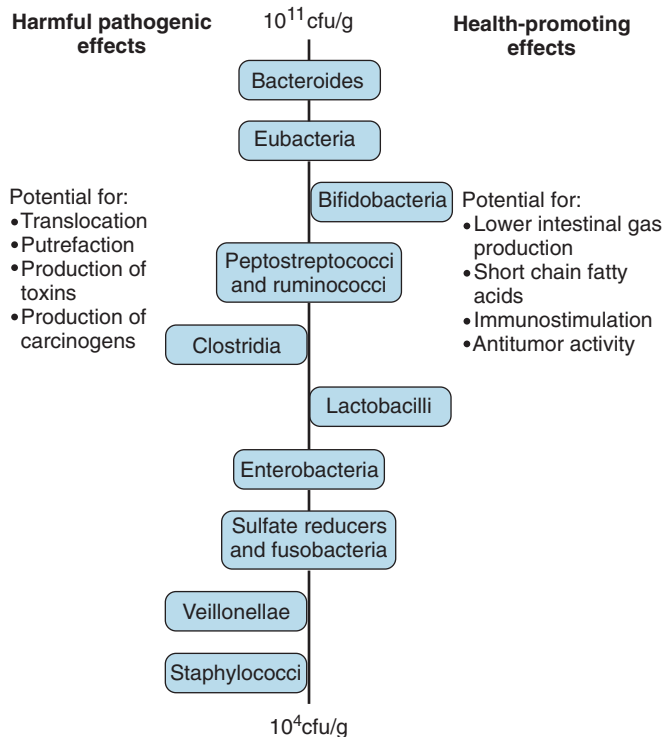 Harmful pathogenic
effects
10¹¹cfu/g
Health-promoting
effects
Bacteroides
Eubacteria
Bifidobacteria
Potential for:
•Translocation
•Putrefaction
•Production of
toxins
•Production of
carcinogens
Potential for:
•Lower intestinal gas
production
•Short chain fatty
acids
•Immunostimulation
•Antitumor activity
Peptostreptococci
and ruminococci
Clostridia
Lactobacilli
Enterobacteria
Sulfate reducers
and fusobacteria
Veillonellae
Staphylococci
10⁴cfu/g